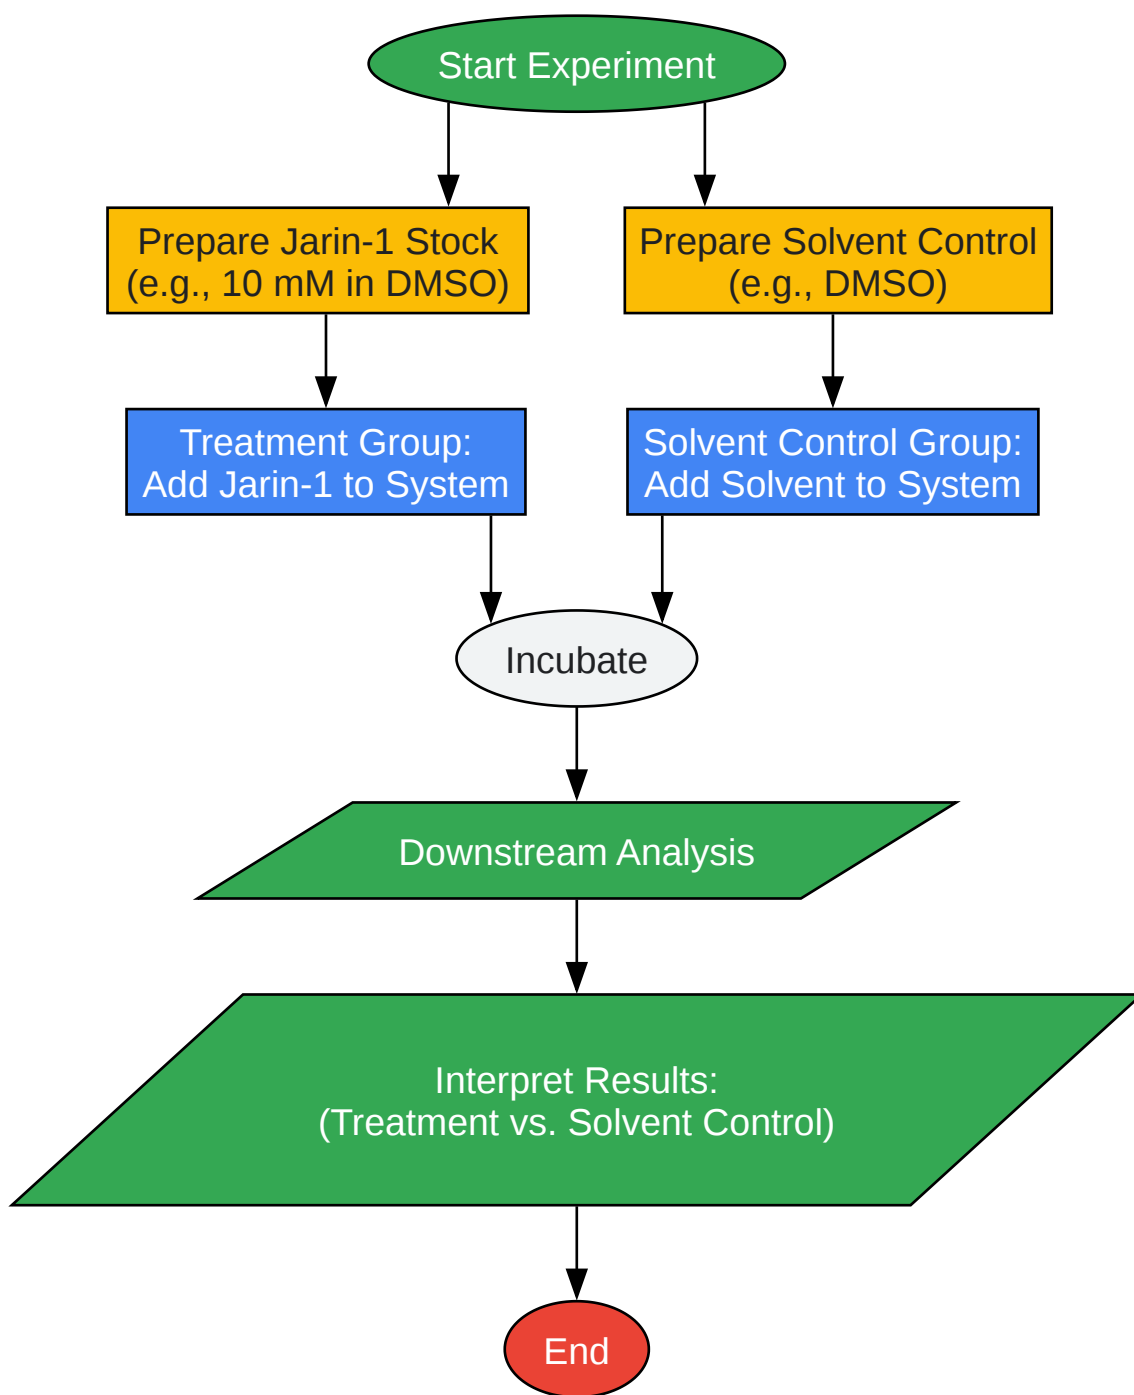 Start Experiment
Prepare Jarin-1 Stock
(e.g., 10 mM in DMSO)
Prepare Solvent Control
(e.g., DMSO)
Treatment Group:
Add Jarin-1 to System
Solvent Control Group:
Add Solvent to System
Incubate
Downstream Analysis
Interpret Results:
(Treatment vs. Solvent Control)
End